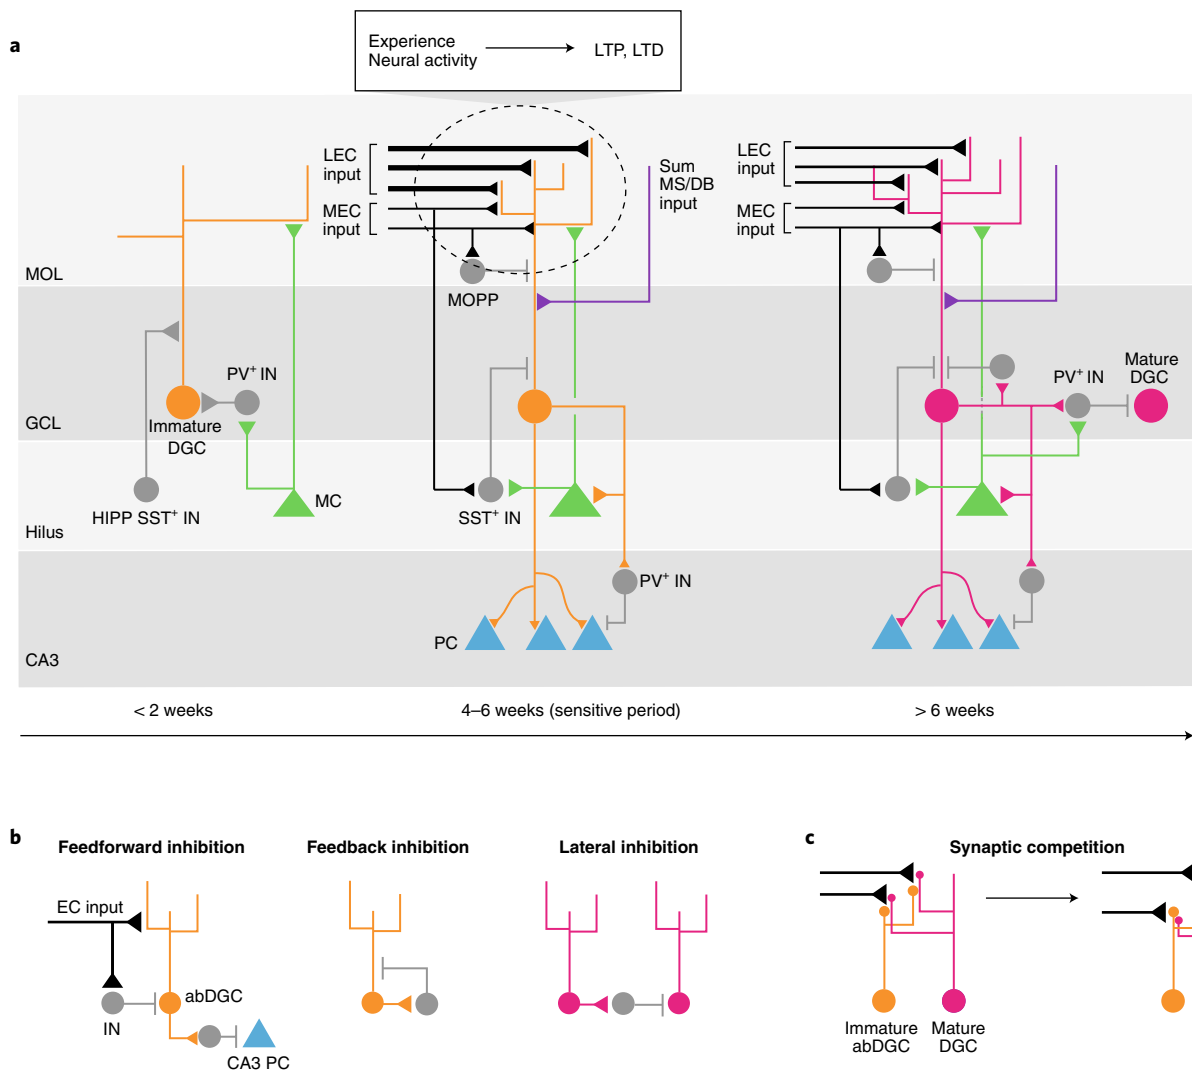 a
Experience
Neural activity
LTP, LTD
LEC
input
MEC
input
Sum
MS/DB
input
LEC
input
MEC
input
MOL
MOPP
PV+ IN
Immature
DGC
GCL
PV+ IN
Mature
DGC
HIPP SST+ IN
MC
SST+ IN
Hilus
PV+ IN
PC
CA3
< 2 weeks
4–6 weeks (sensitive period)
> 6 weeks
b
Feedforward inhibition
Feedback inhibition
Lateral inhibition
EC input
abDGC
IN
CA3 PC
c
Synaptic competition
Immature
abDGC
Mature
DGC